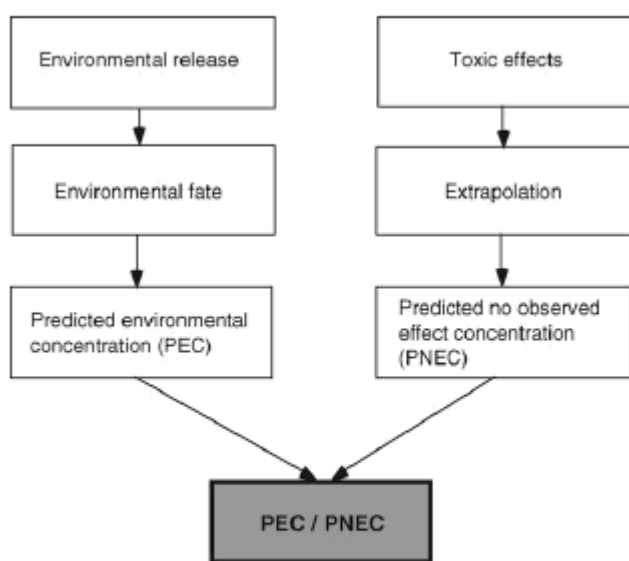 Environmental release
Toxic effects
Environmental fate
Extrapolation
Predicted environmental
concentration (PEC)
Predicted no observed
effect concentration
(PNEC)
PEC / PNEC